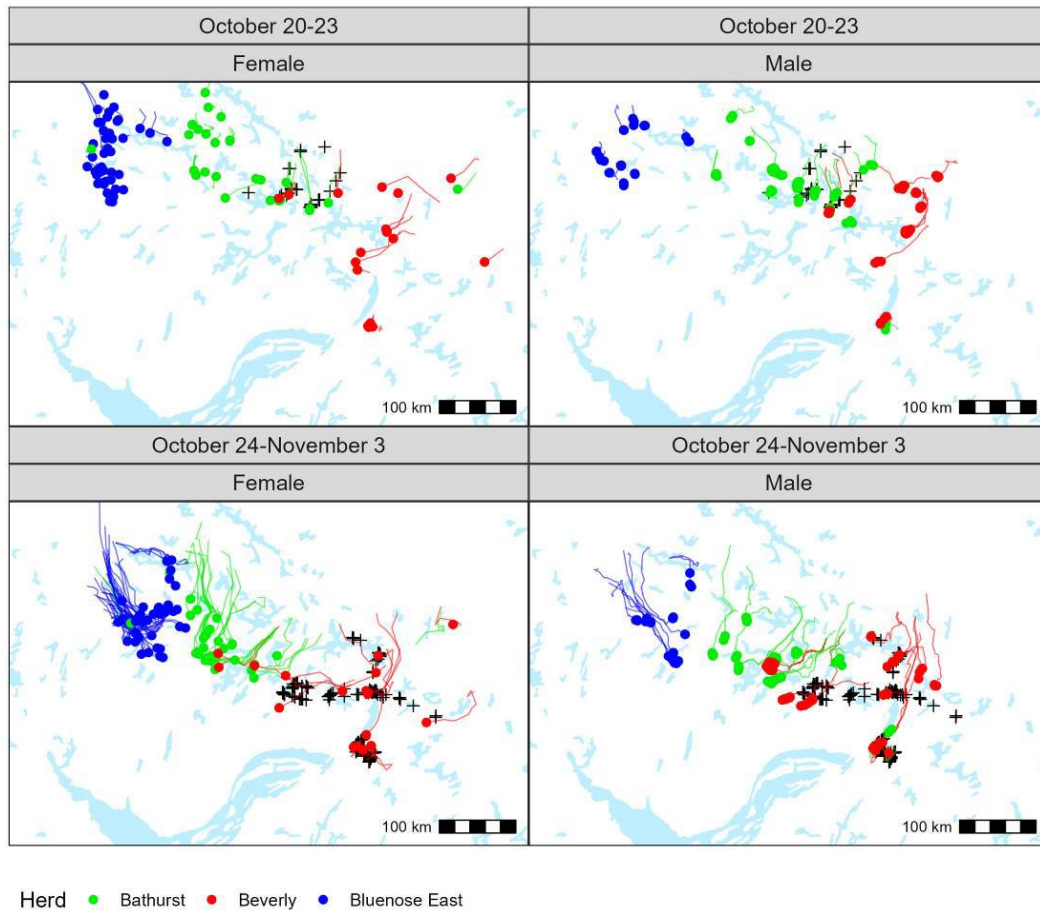 October 20-23
October 20-23
Female
Male
100 km
100 km
October 24-November 3
October 24-November 3
Female
Male
100 km
100 km
Herd Bathurst Beverly Bluenose East